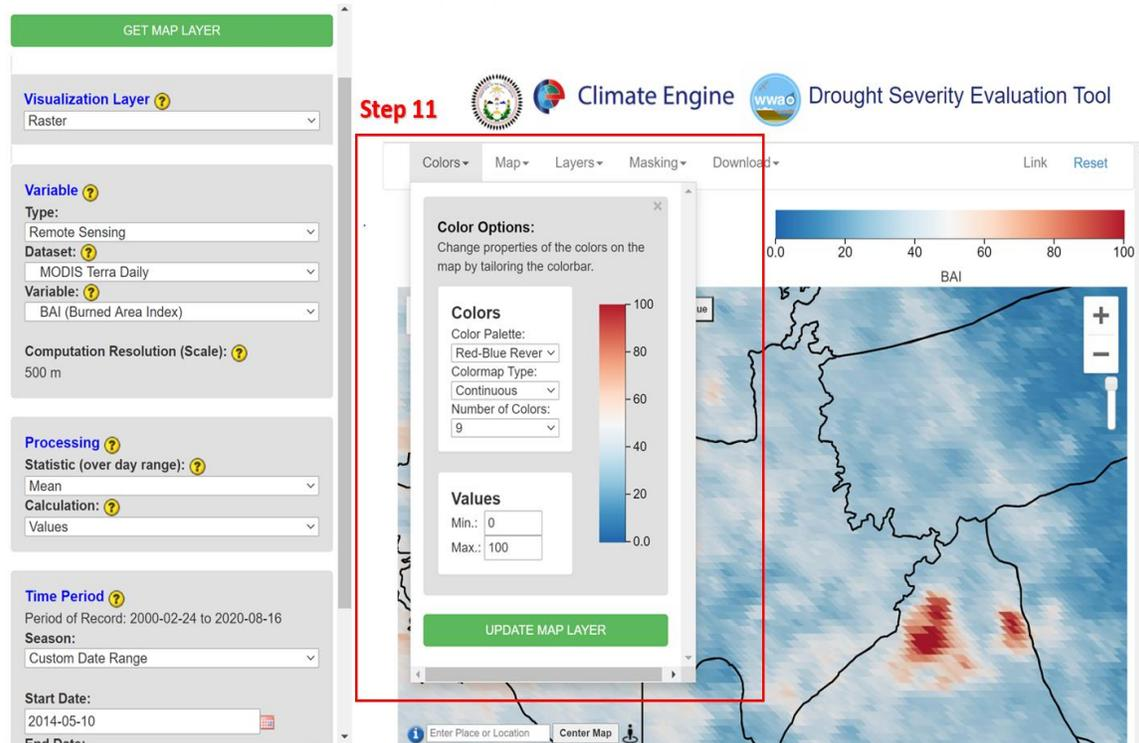 GET MAP LAYER
Visualization Layer ?
Raster
Variable ?
Type:
Remote Sensing
Dataset: ?
MODIS Terra Daily
Variable: ?
BAI (Burned Area Index)
Computation Resolution (Scale): ?
500 m
Processing ?
Statistic (over day range): ?
Mean
Calculation: ?
Values
Time Period ?
Period of Record: 2000-02-24 to 2020-08-16
Season:
Custom Date Range
Start Date:
2014-05-10
End Date:
Step 11
Climate Engine
wwao
Drought Severity Evaluation Tool
Colors Map Layers Masking Download Link Reset
Color Options:
Change properties of the colors on the
map by tailoring the colorbar.
Colors
Color Palette:
Red-Blue Rever
Colormap Type:
Continuous
Number of Colors:
9
100
80
60
40
20
0.0
Values
Min.: 0
Max.: 100
UPDATE MAP LAYER
0.0 20 40 60 80 100
BAI
ue
+
−
i Enter Place or Location Center Map